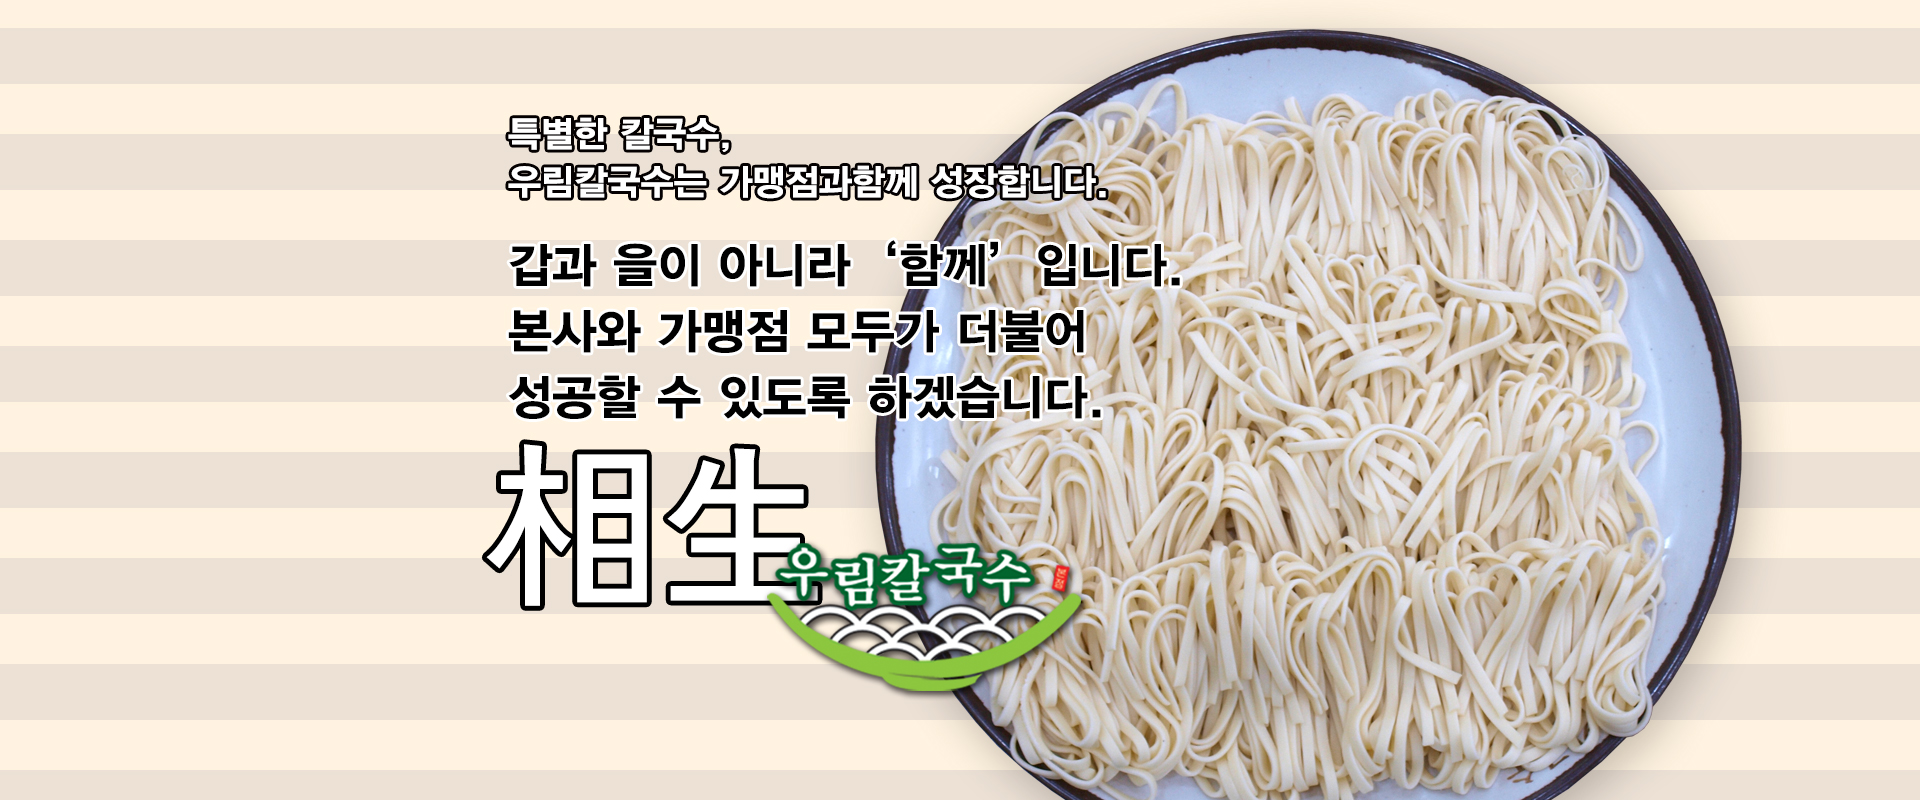 특별한 칼국수,
우림칼국수는 가맹점과함께 성장합니다.
갑과 을이 아니라 ‘함께’ 입니다.
본사와 가맹점 모두가 더불어
성공할 수 있도록 하겠습니다.
相生
우림칼국수
본점